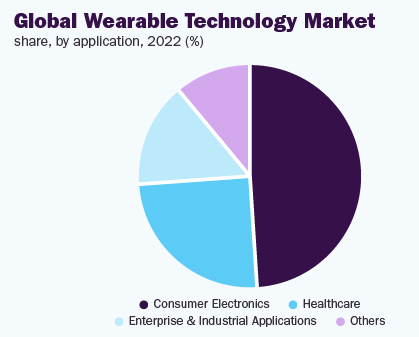 Global Wearable Technology Market
share, by application, 2022 (%)
Consumer Electronics Healthcare
Enterprise & Industrial Applications Others